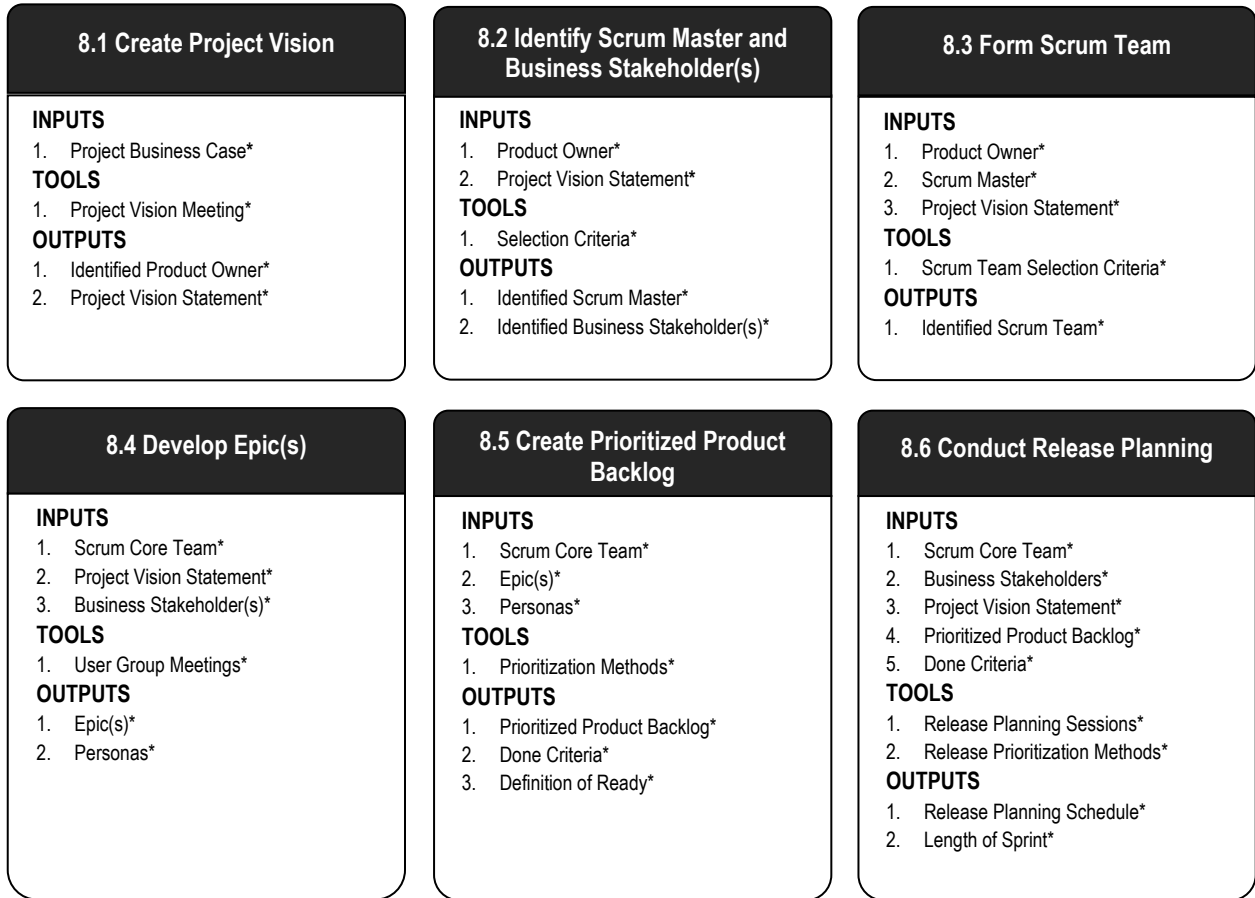 8.1 Create Project Vision
INPUTS
1. Project Business Case*
TOOLS
1. Project Vision Meeting*
OUTPUTS
1. Identified Product Owner*
2. Project Vision Statement*
8.2 Identify Scrum Master and
Business Stakeholder(s)
INPUTS
1. Product Owner*
2. Project Vision Statement*
TOOLS
1. Selection Criteria*
OUTPUTS
1. Identified Scrum Master*
2. Identified Business Stakeholder(s)*
8.3 Form Scrum Team
INPUTS
1. Product Owner*
2. Scrum Master*
3. Project Vision Statement*
TOOLS
1. Scrum Team Selection Criteria*
OUTPUTS
1. Identified Scrum Team*
8.4 Develop Epic(s)
INPUTS
1. Scrum Core Team*
2. Project Vision Statement*
3. Business Stakeholder(s)*
TOOLS
1. User Group Meetings*
OUTPUTS
1. Epic(s)*
2. Personas*
8.5 Create Prioritized Product
Backlog
INPUTS
1. Scrum Core Team*
2. Epic(s)*
3. Personas*
TOOLS
1. Prioritization Methods*
OUTPUTS
1. Prioritized Product Backlog*
2. Done Criteria*
3. Definition of Ready*
8.6 Conduct Release Planning
INPUTS
1. Scrum Core Team*
2. Business Stakeholders*
3. Project Vision Statement*
4. Prioritized Product Backlog*
5. Done Criteria*
TOOLS
1. Release Planning Sessions*
2. Release Prioritization Methods*
OUTPUTS
1. Release Planning Schedule*
2. Length of Sprint*